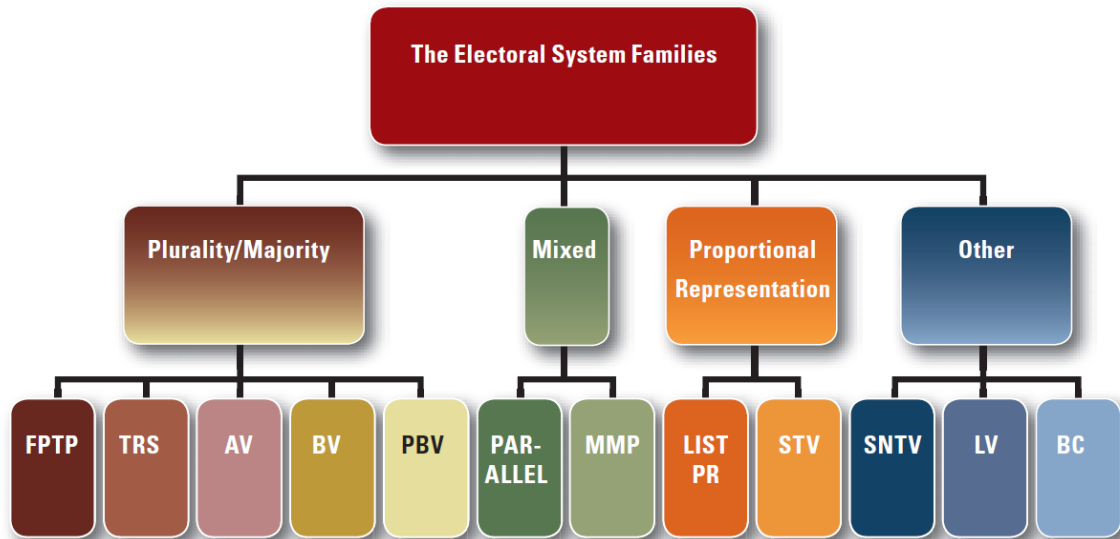 The Electoral System Families
Plurality/Majority
Mixed
Proportional
Representation
Other
FPTP
TRS
AV
BV
PBV
PAR-
ALLEL
MMP
LIST
PR
STV
SNTV
LV
BC